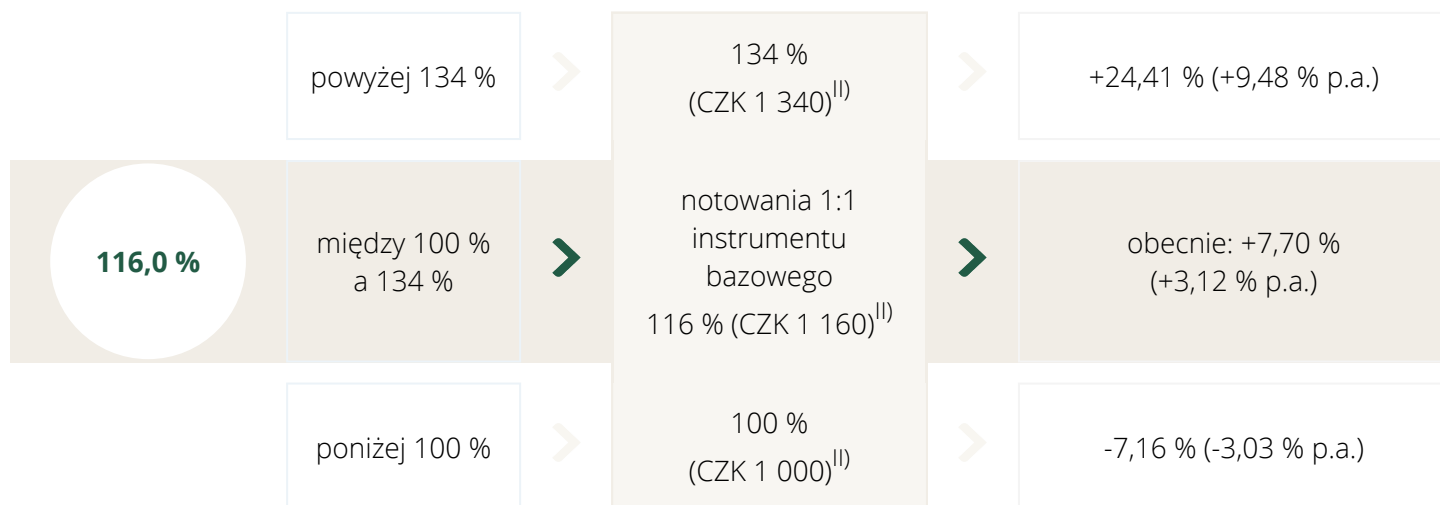 powyżej 134 %
134 %
(CZK 1 340)II)
+24,41 % (+9,48 % p.a.)
116,0 %
między 100 %
a 134 %
notowania 1:1
instrumentu
bazowego
116 % (CZK 1 160)II)
obecnie: +7,70 %
(+3,12 % p.a.)
poniżej 100 %
100 %
(CZK 1 000)II)
-7,16 % (-3,03 % p.a.)